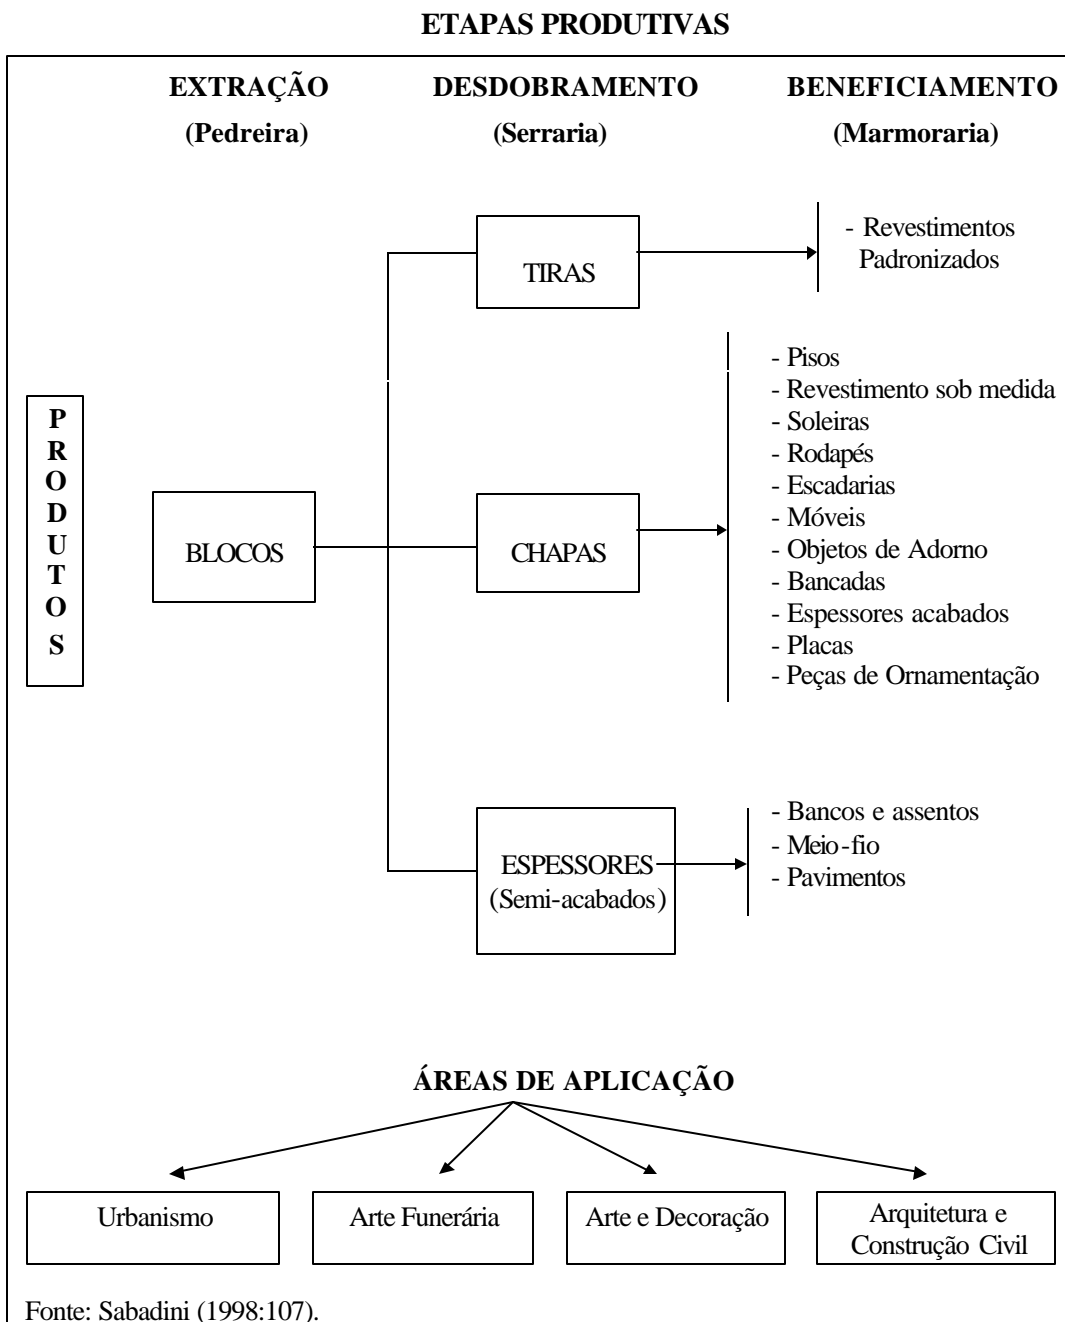 ETAPAS PRODUTIVAS
EXTRAÇÃO
(Pedreira)
DESDOBRAMENTO
(Serraria)
BENEFICIAMENTO
(Marmoraria)
P
R
O
D
U
T
O
S
BLOCOS
TIRAS
- Revestimentos
Padronizados
CHAPAS
- Pisos
- Revestimento sob medida
- Soleiras
- Rodapés
- Escadarias
- Móveis
- Objetos de Adorno
- Bancadas
- Espessores acabados
- Placas
- Peças de Ornamentação
ESPESSORES
(Semi-acabados)
- Bancos e assentos
- Meio-fio
- Pavimentos
ÁREAS DE APLICAÇÃO
Urbanismo
Arte Funerária
Arte e Decoração
Arquitetura e
Construção Civil
Fonte: Sabadini (1998:107).